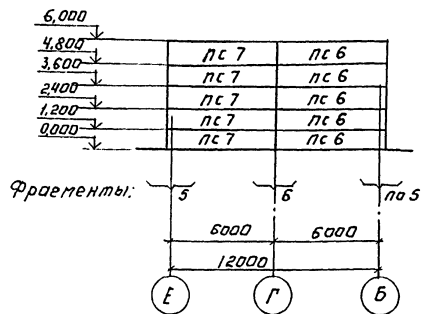 6,000
4,800
3,600
2,400
1,200
0,000
пс 7 пс 6
пс 7 пс 6
пс 7 пс 6
пс 7 пс 6
пс 7 пс 6
Фрагменты: 5 6 по 5
6000 6000
12000
Е Г Б